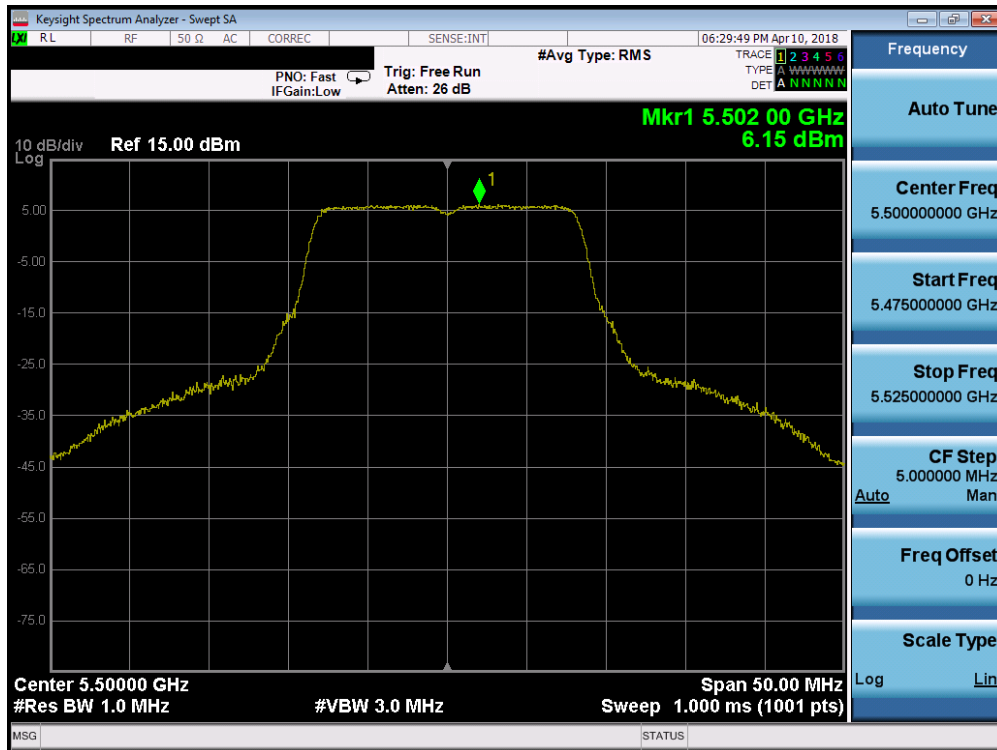 Keysight Spectrum Analyzer - Swept SA
LXI RL RF 50 Ω AC CORREC SENSE:INT 06:29:49 PM Apr 10, 2018
#Avg Type: RMS
TRACE 1 2 3 4 5 6
PNO: Fast Trig: Free Run TYPE A WWWWW
IFGain:Low Atten: 26 dB DET A N N N N N
Mkr1 5.502 00 GHz
6.15 dBm
10 dB/div Ref 15.00 dBm
Log
1
5.00
-5.00
-15.0
-25.0
-35.0
-45.0
-55.0
-65.0
-75.0
Center 5.50000 GHz Span 50.00 MHz
#Res BW 1.0 MHz #VBW 3.0 MHz Sweep 1.000 ms (1001 pts)
MSG STATUS
Frequency
Auto Tune
Center Freq
5.500000000 GHz
Start Freq
5.475000000 GHz
Stop Freq
5.525000000 GHz
CF Step
5.000000 MHz
Auto Man
Freq Offset
0 Hz
Scale Type
Log Lin